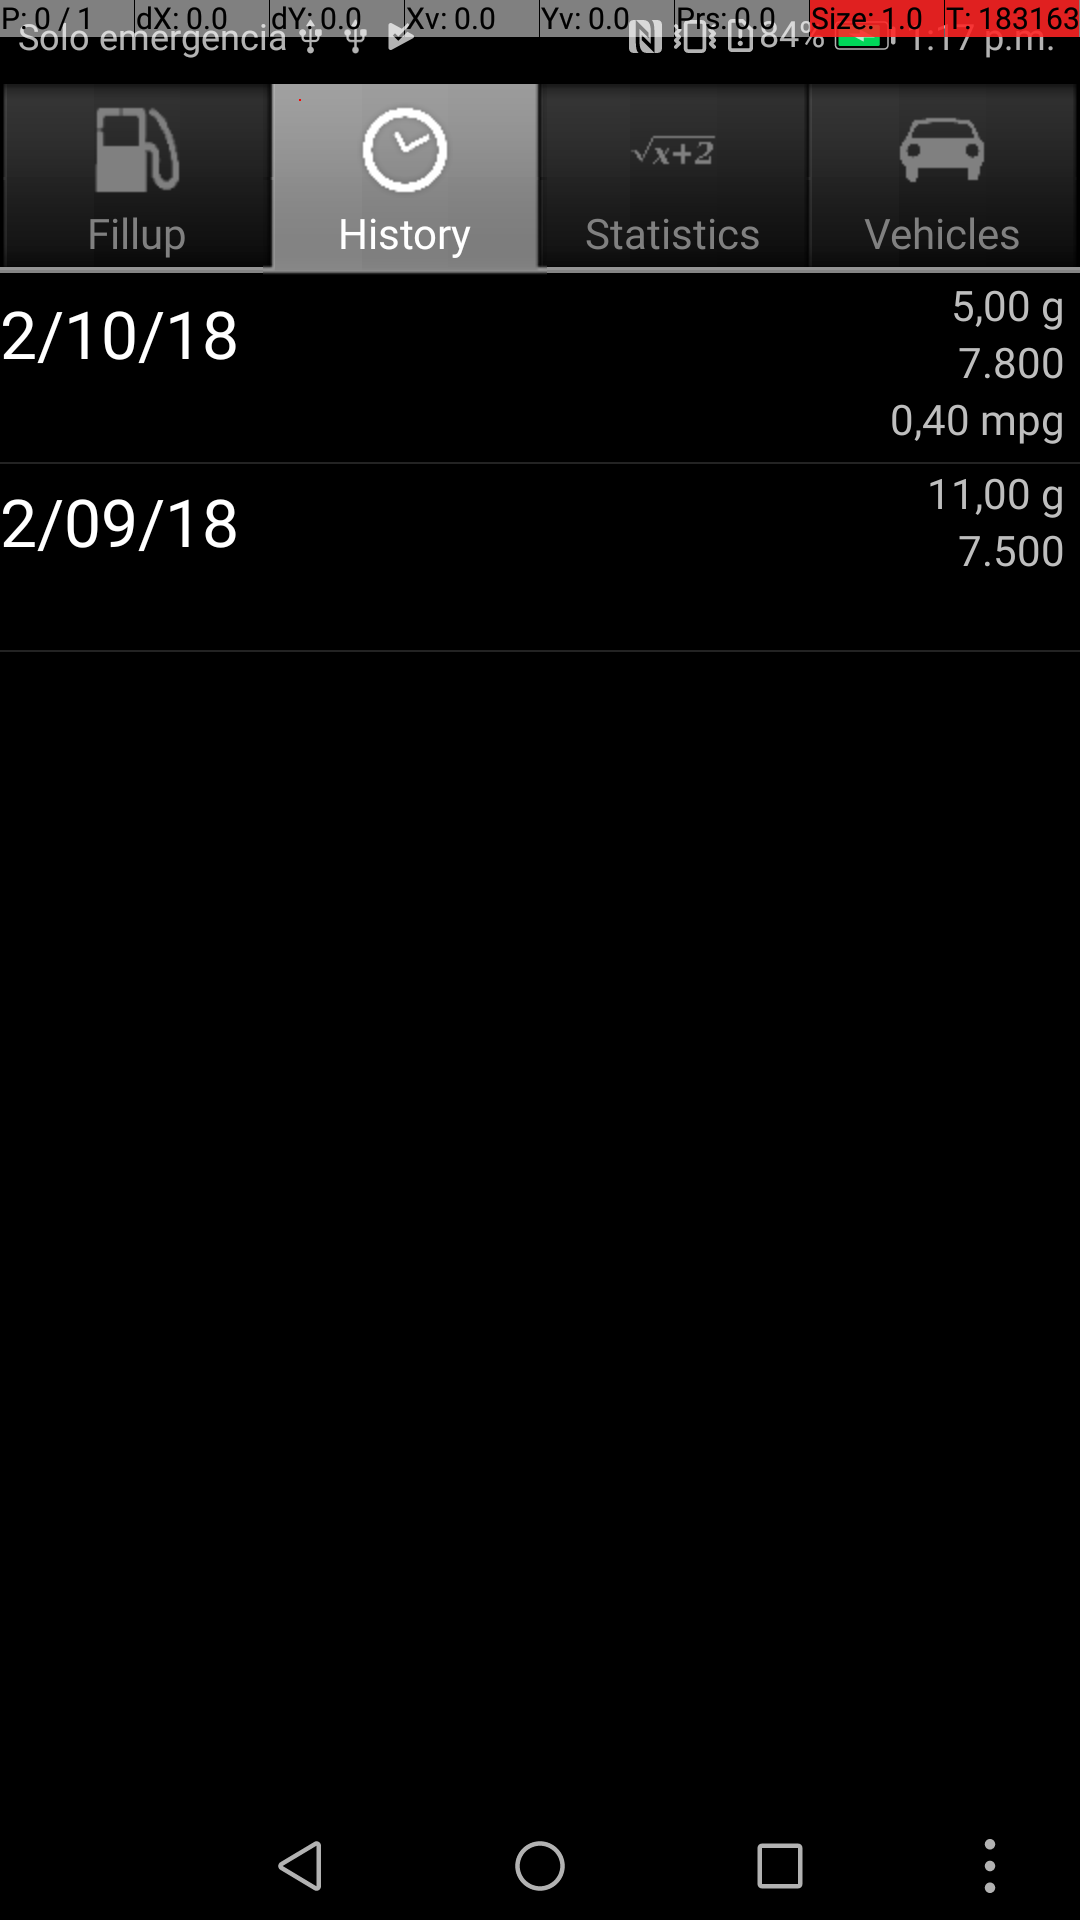 P: 0 / 1 dX: 0.0 dY: 0.0 Xv: 0.0 Yv: 0.0 Prs: 0.0 Size: 1.0 T: 183163
Solo emergencia 84% 1:17 p.m.
Fillup History √x+2 Statistics Vehicles
2/10/18
5,00 g
7.800
0,40 mpg
2/09/18
11,00 g
7.500